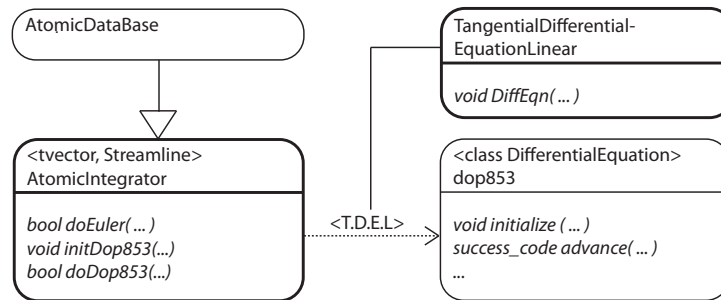 AtomicDataBase
TangentialDifferential-
EquationLinear
void DiffEqn( ... )
<tvector, Streamline>
AtomicIntegrator
bool doEuler( ... )
void initDop853(...)
bool doDop853(...)
<T.D.E.L>
<class DifferentialEquation>
dop853
void initialize ( ... )
success_code advance( ... )
...